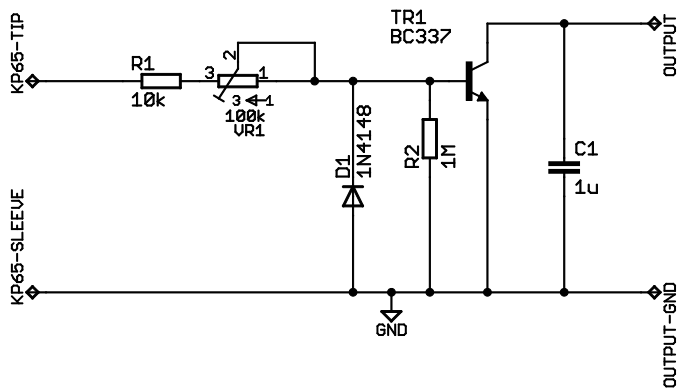 TR1
BC337
OUTPUT
KP65-TIP
R1
10k
3
2
1
3
1
100k
VR1
D1
1N4148
R2
1M
C1
1u
KP65-SLEEVE
GND
OUTPUT-GND